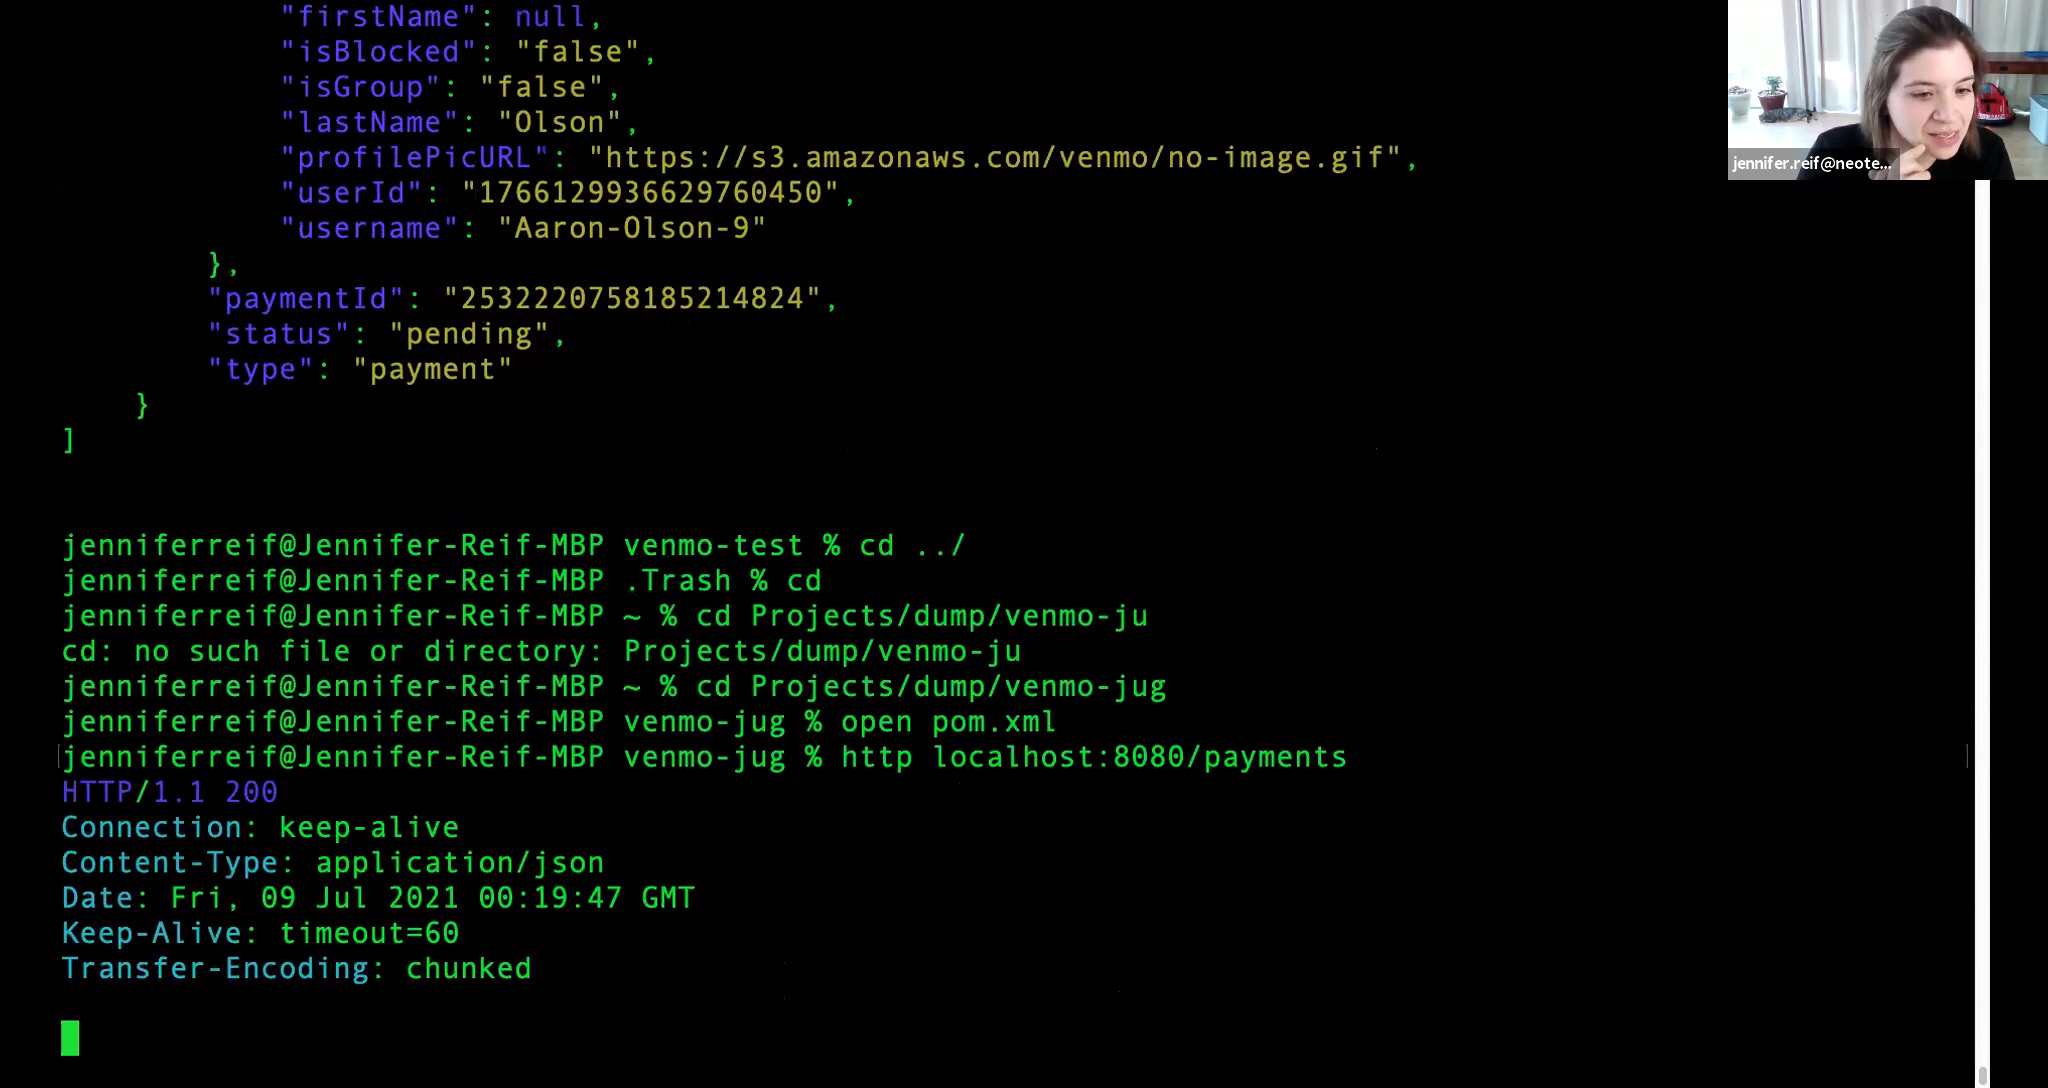 "firstName": null,
"isBlocked": "false",
"isGroup": "false",
"lastName": "Olson",
"profilePicURL": "https://s3.amazonaws.com/venmo/no-image.gif",
"userId": "1766129936629760450",
"username": "Aaron-Olson-9"
},
"paymentId": "2532220758185214824",
"status": "pending",
"type": "payment"
}
]
jenniferreif@Jennifer-Reif-MBP venmo-test % cd ../
jenniferreif@Jennifer-Reif-MBP .Trash % cd
jenniferreif@Jennifer-Reif-MBP ~ % cd Projects/dump/venmo-ju
cd: no such file or directory: Projects/dump/venmo-ju
jenniferreif@Jennifer-Reif-MBP ~ % cd Projects/dump/venmo-jug
jenniferreif@Jennifer-Reif-MBP venmo-jug % open pom.xml
[jenniferreif@Jennifer-Reif-MBP venmo-jug % http localhost:8080/payments ]
HTTP/1.1 200
Connection: keep-alive
Content-Type: application/json
Date: Fri, 09 Jul 2021 00:19:47 GMT
Keep-Alive: timeout=60
Transfer-Encoding: chunked
jennifer.reif@neote...